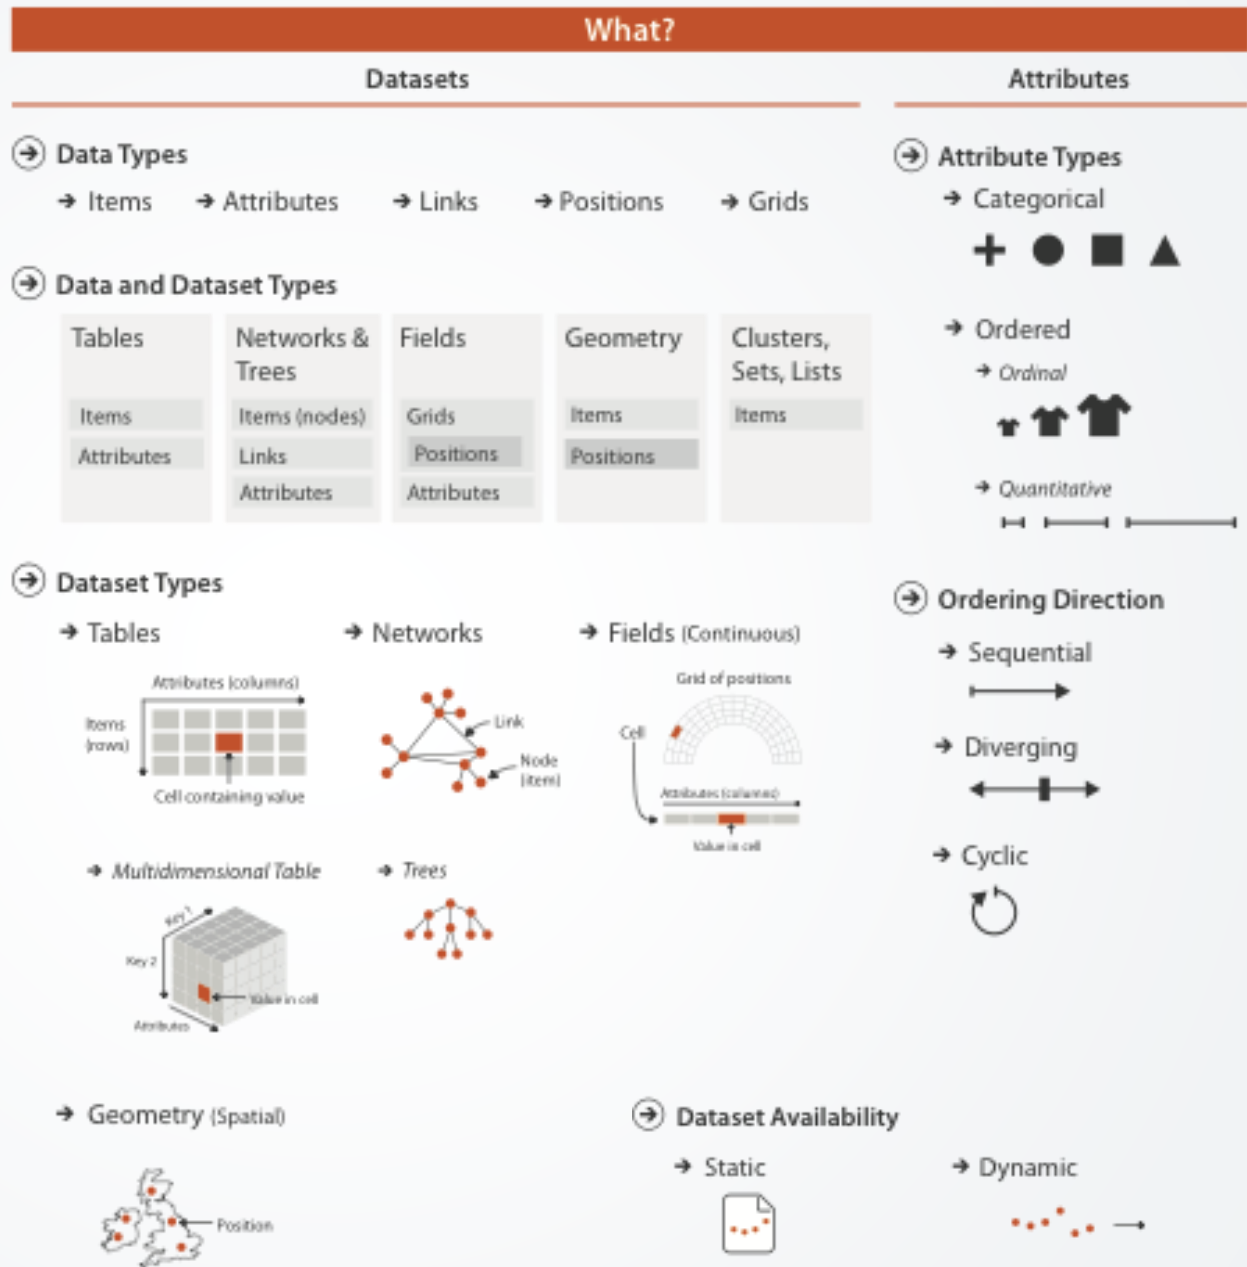 What?
Datasets
Attributes
Data Types
Items Attributes Links Positions Grids
Data and Dataset Types
Tables
Items
Attributes
Networks &
Trees
Items (nodes)
Links
Attributes
Fields
Grids
Positions
Attributes
Geometry
Items
Positions
Clusters,
Sets, Lists
Items
Dataset Types
Tables
Attributes (columns)
Items
(rows)
Cell containing value
Networks
Link
Node
(item)
Fields (Continuous)
Grid of positions
Cell
Attributes (columns)
Value in cell
Multidimensional Table
Key 1
Key 2
Value in cell
Attributes
Trees
Geometry (Spatial)
Position
Attribute Types
Categorical
Ordered
Ordinal
Quantitative
Ordering Direction
Sequential
Diverging
Cyclic
Dataset Availability
Static
Dynamic